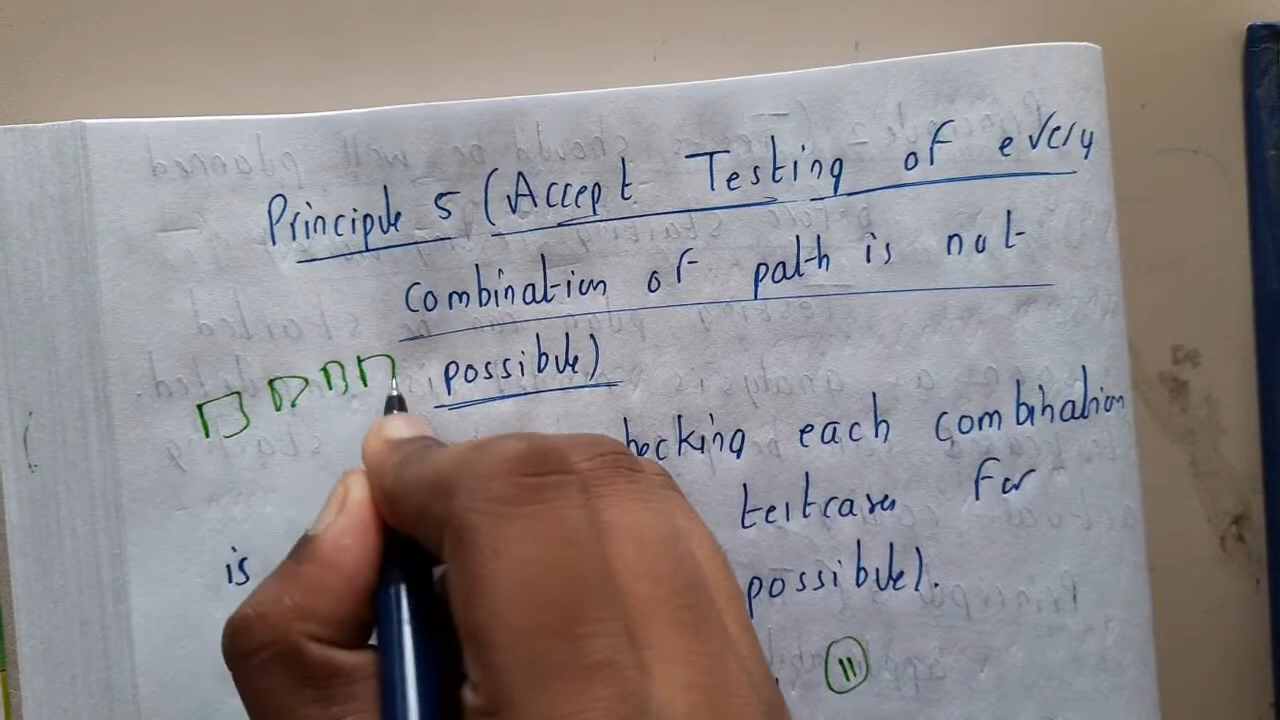 Principle 5 (Accept Testing of every
combination of path is not
possible)
hecking each combination
testcases for
is possible).
11